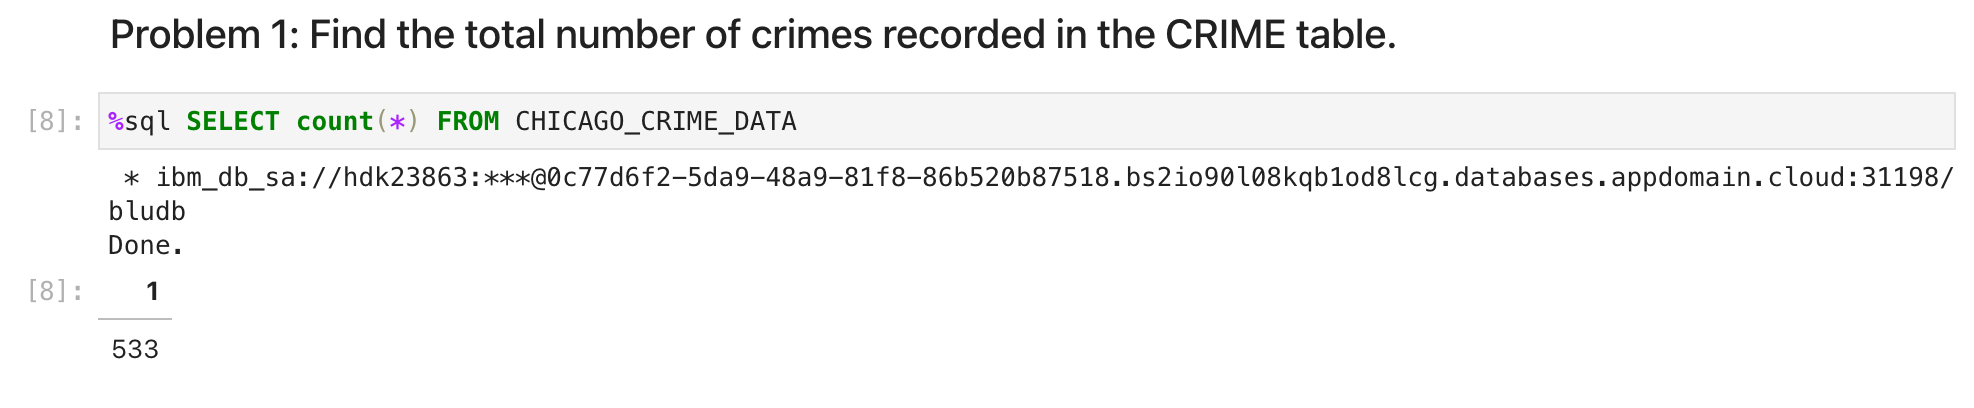 Problem 1: Find the total number of crimes recorded in the CRIME table.
[8]: %sql SELECT count(*) FROM CHICAGO_CRIME_DATA
* ibm_db_sa://hdk23863:***@0c77d6f2-5da9-48a9-81f8-86b520b87518.bs2io90l08kqb1od8lcg.databases.appdomain.cloud:31198/
bludb
Done.
[8]: 1
533